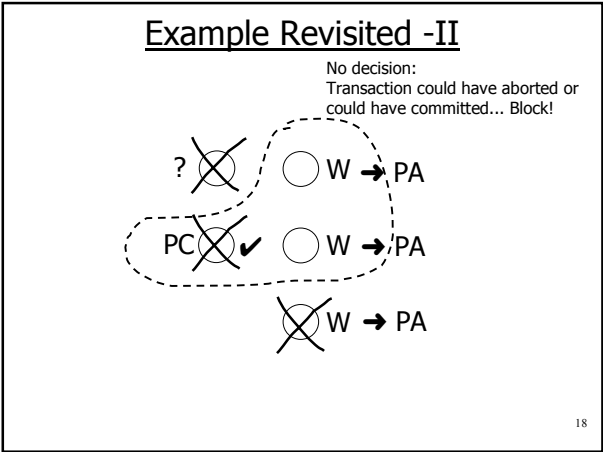 Example Revisited -II
No decision:
Transaction could have aborted or
could have committed... Block!
? W ➔ PA
PC ✔ W ➔ PA
W ➔ PA
18